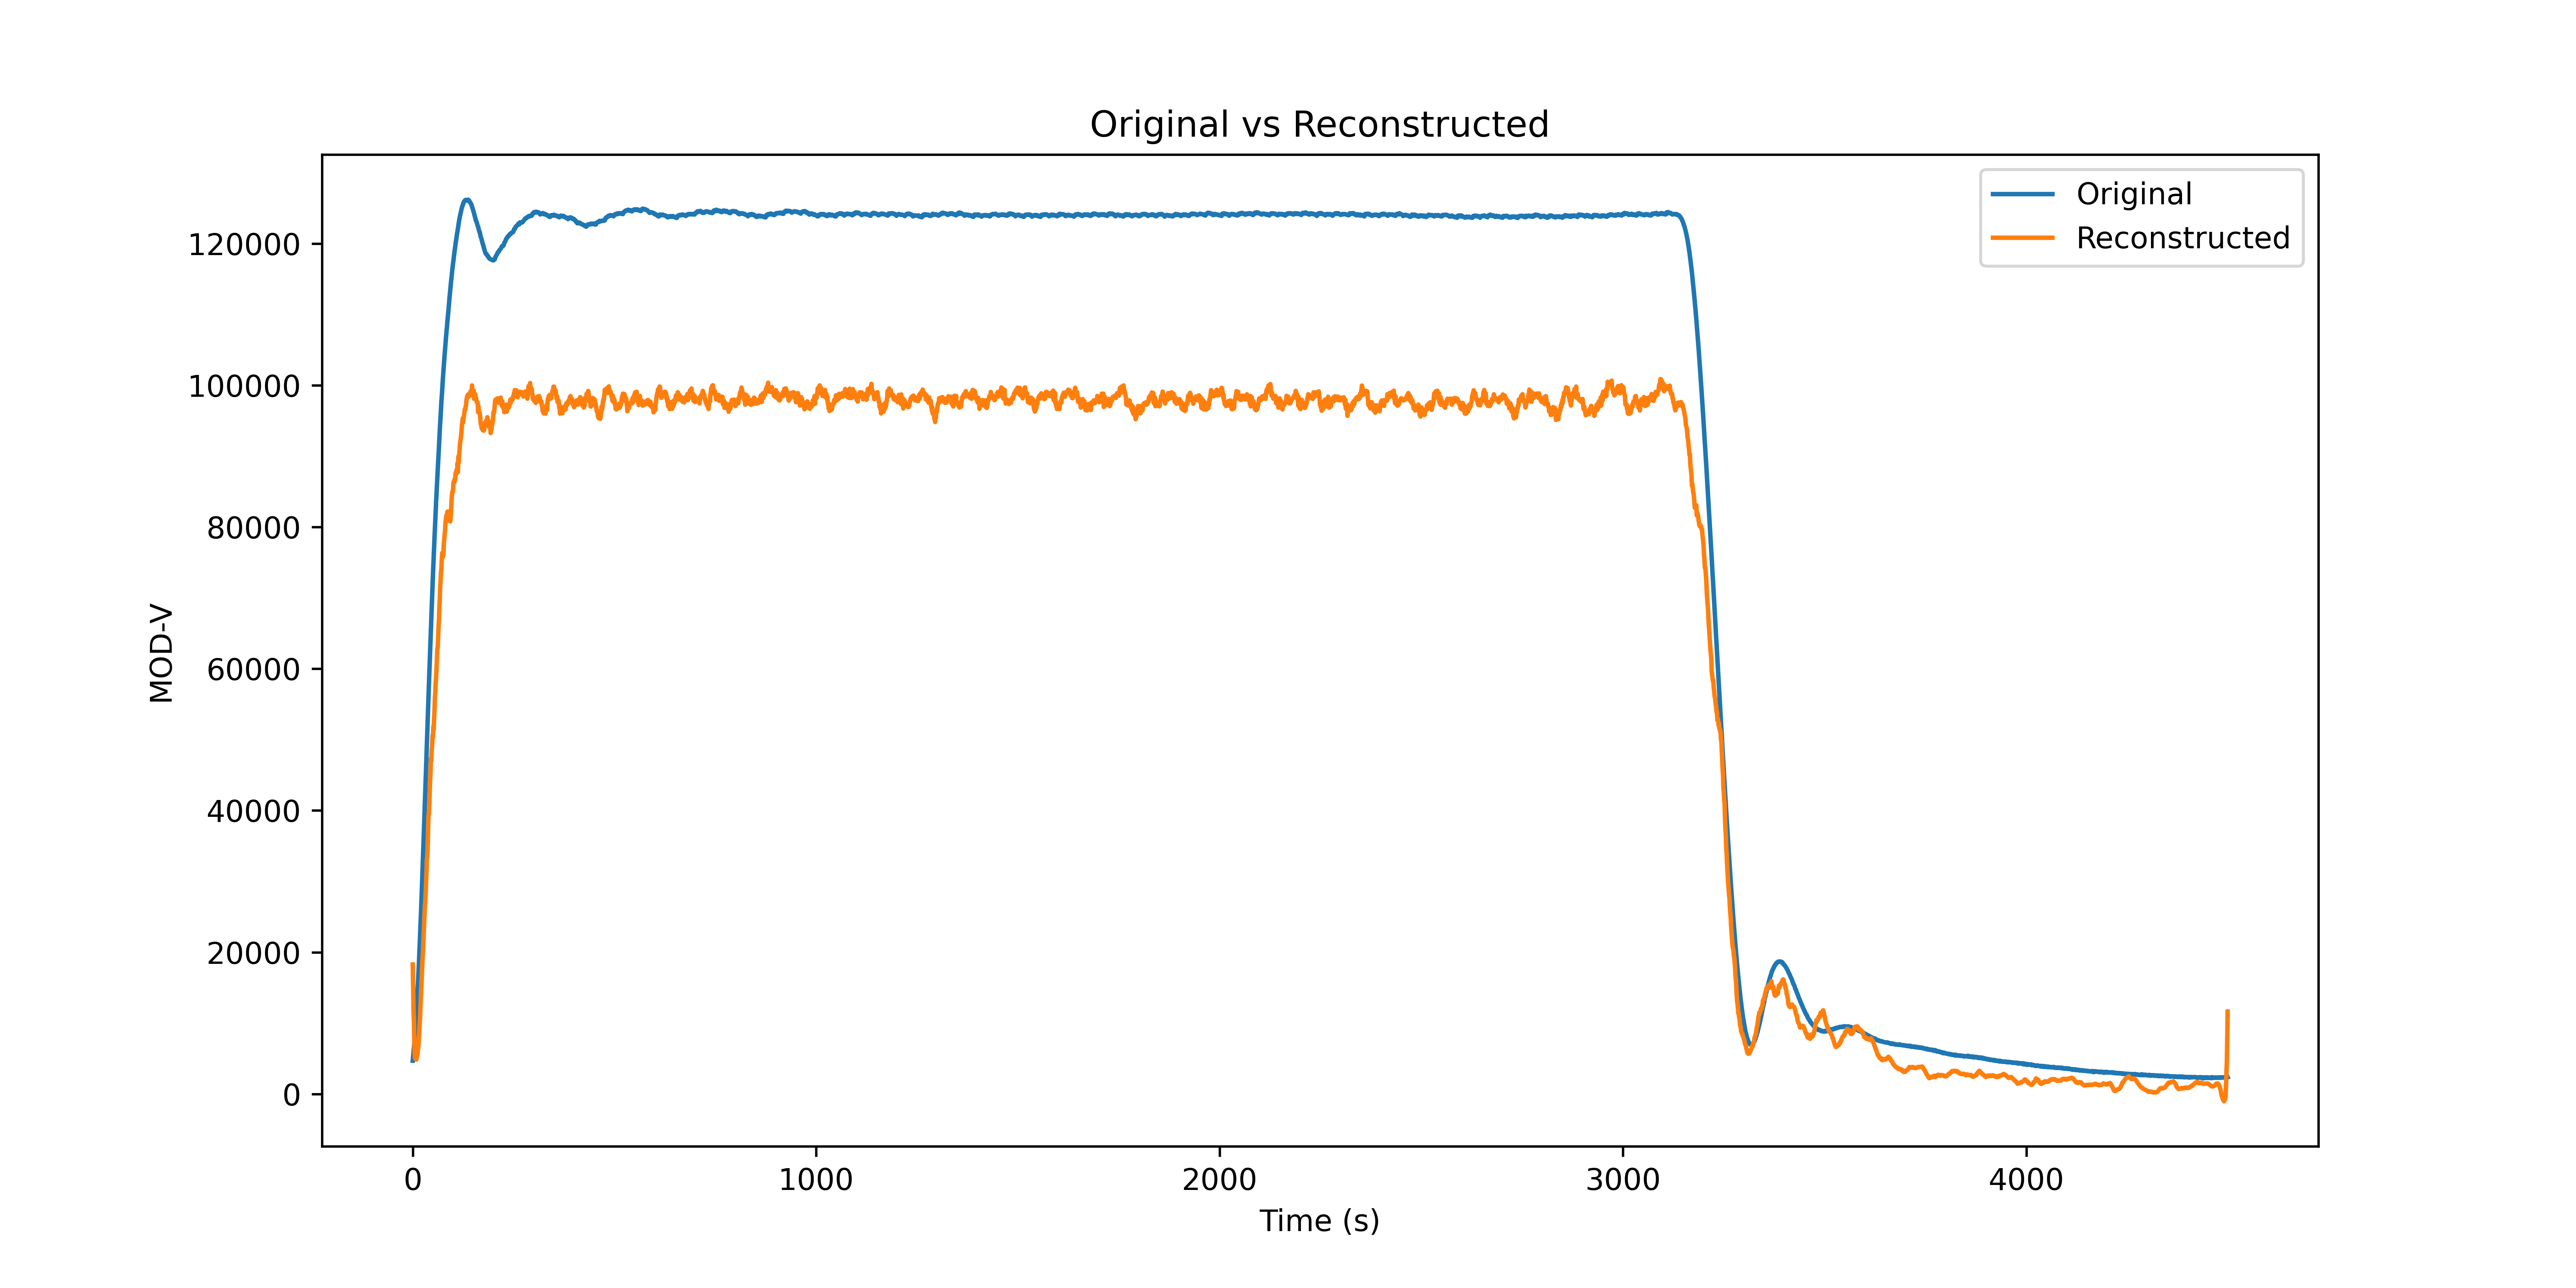 Original vs Reconstructed
Original
Reconstructed
120000
100000
80000
60000
40000
20000
0
MOD-V
0
1000
2000
3000
4000
Time (s)